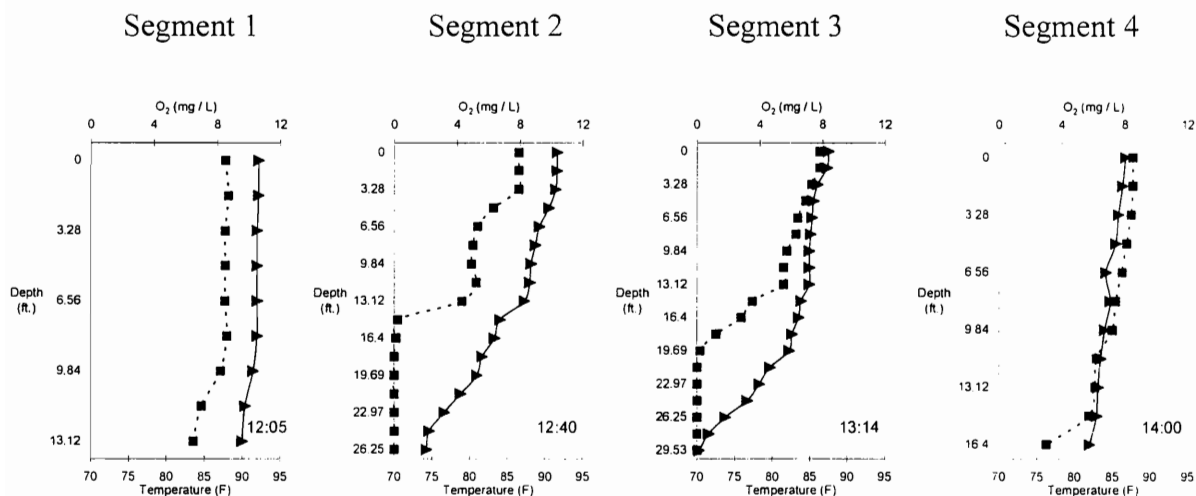 Segment 1
Segment 2
Segment 3
Segment 4
O2 (mg / L)
0 4 8 12
Depth
(ft.)
0
3.28
6.56
9.84
13.12
12:05
70 75 80 85 90 95
Temperature (F)
O2 (mg / L)
0 4 8 12
Depth
(ft.)
0
3.28
6.56
9.84
13.12
16.4
19.69
22.97
26.25
12:40
70 75 80 85 90 95
Temperature (F)
O2 (mg / L)
0 4 8 12
Depth
(ft.)
0
3.28
6.56
9.84
13.12
16.4
19.69
22.97
26.25
29.53
13:14
70 75 80 85 90 95
Temperature (F)
O2 (mg / L)
0 4 8 12
Depth
(ft.)
0
3 28
6 56
9 84
13 12
16 4
14:00
70 75 80 85 90 95
Temperature (F)